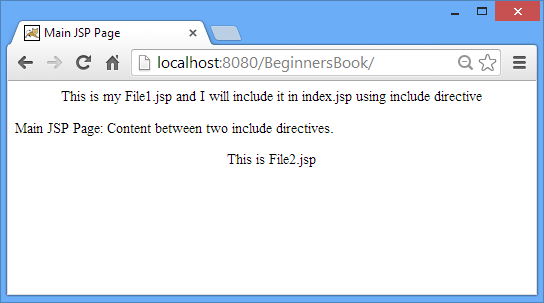 Main JSP Page
localhost:8080/BeginnersBook/
This is my File1.jsp and I will include it in index.jsp using include directive
Main JSP Page: Content between two include directives.
This is File2.jsp